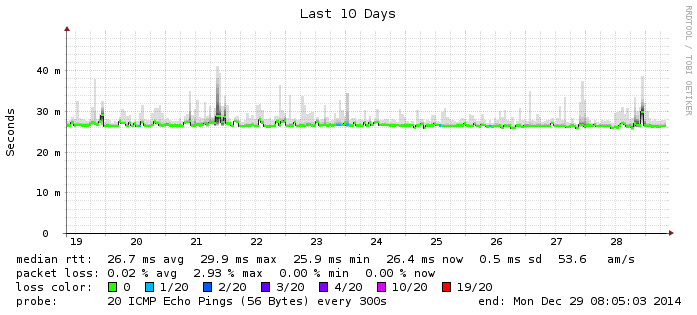 Last 10 Days
RRDTOOL / TOBI OETIKER
Seconds
40 m
30 m
20 m
10 m
0
19 20 21 22 23 24 25 26 27 28
median rtt: 26.7 ms avg 29.9 ms max 25.9 ms min 26.4 ms now 0.5 ms sd 53.6 am/s
packet loss: 0.02 % avg 2.93 % max 0.00 % min 0.00 % now
loss color: 0 1/20 2/20 3/20 4/20 10/20 19/20
probe: 20 ICMP Echo Pings (56 Bytes) every 300s end: Mon Dec 29 08:05:03 2014